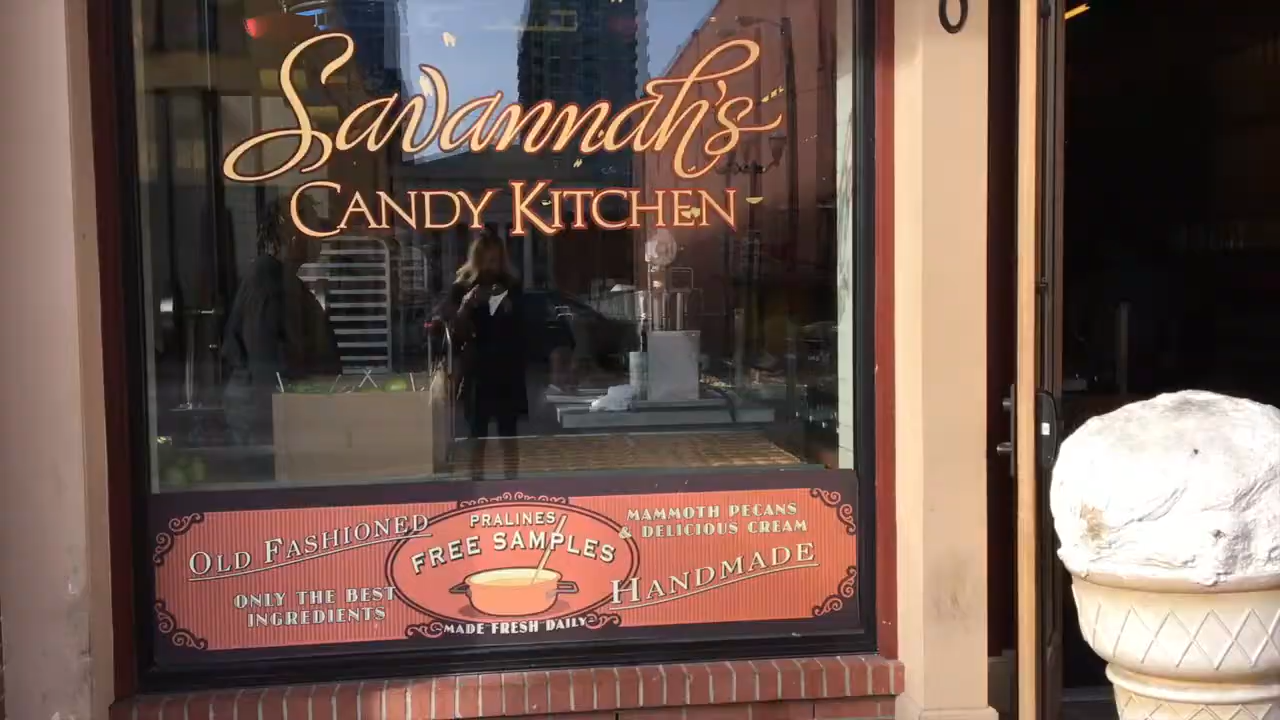 Savannah's
CANDY KITCHEN
OLD FASHIONED
ONLY THE BEST
INGREDIENTS
PRALINES
FREE SAMPLES
MADE FRESH DAILY
MAMMOTH PECANS
& DELICIOUS CREAM
HANDMADE